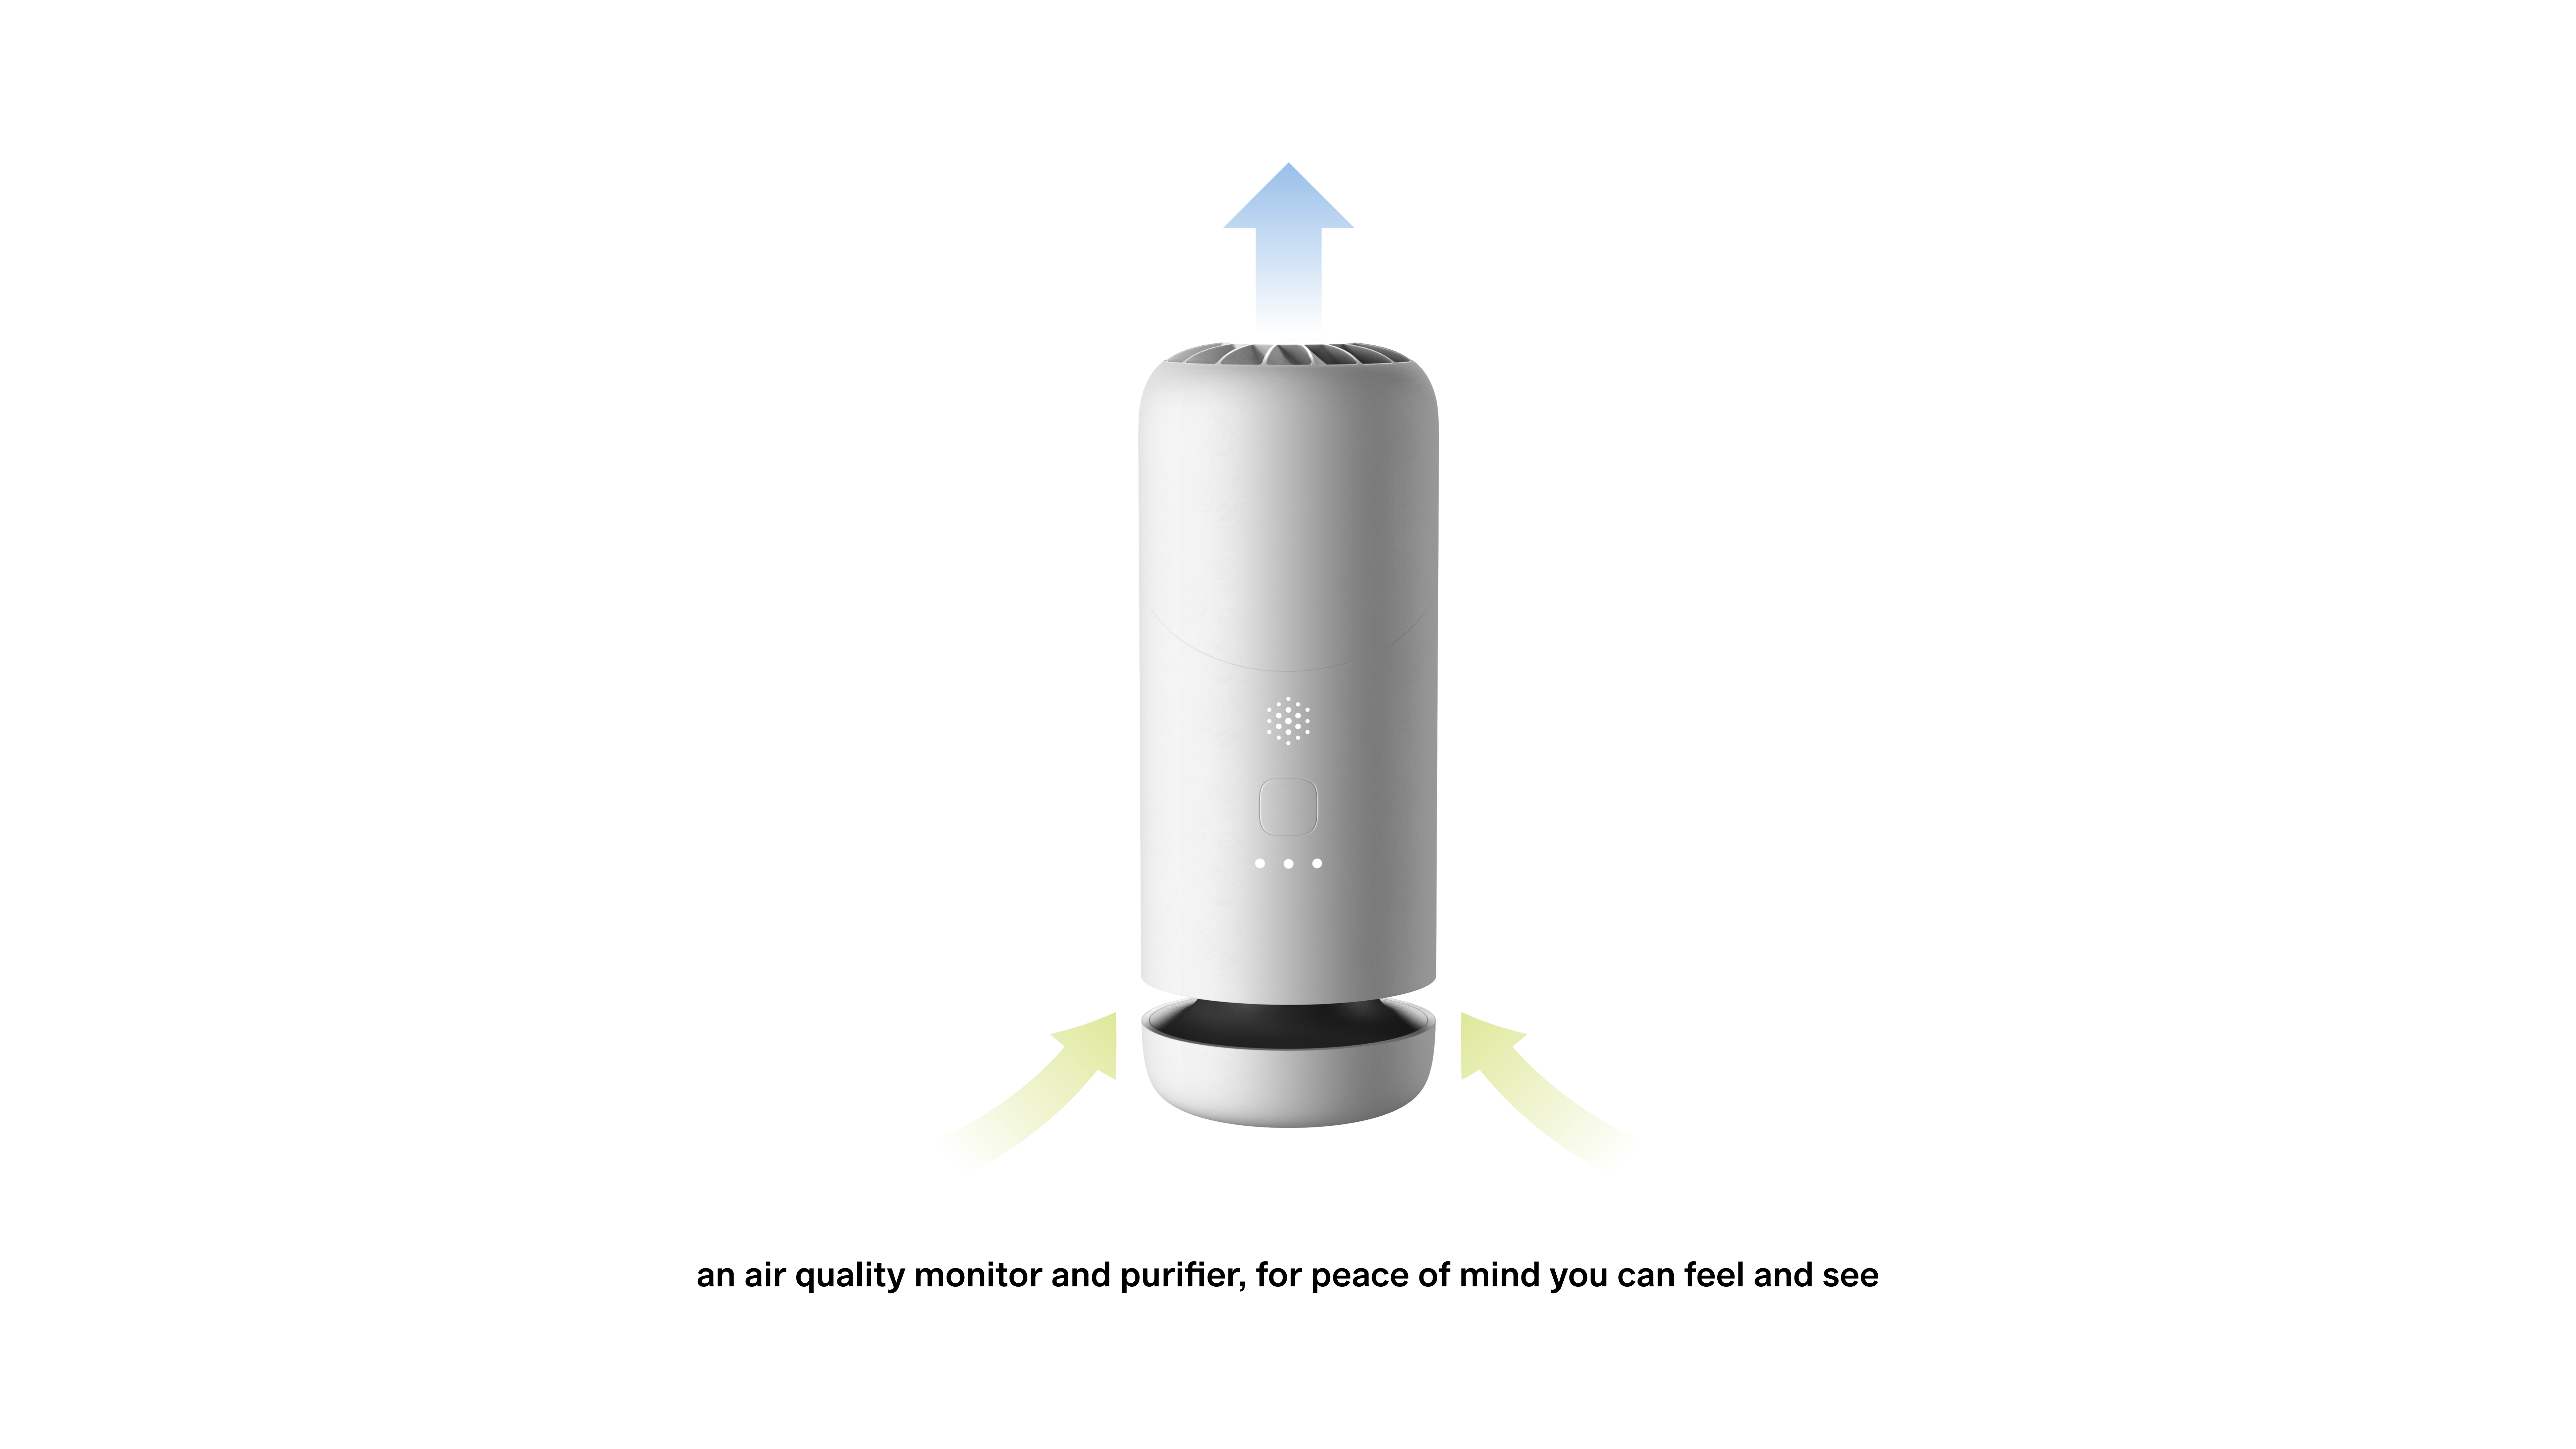 an air quality monitor and purifier, for peace of mind you can feel and see